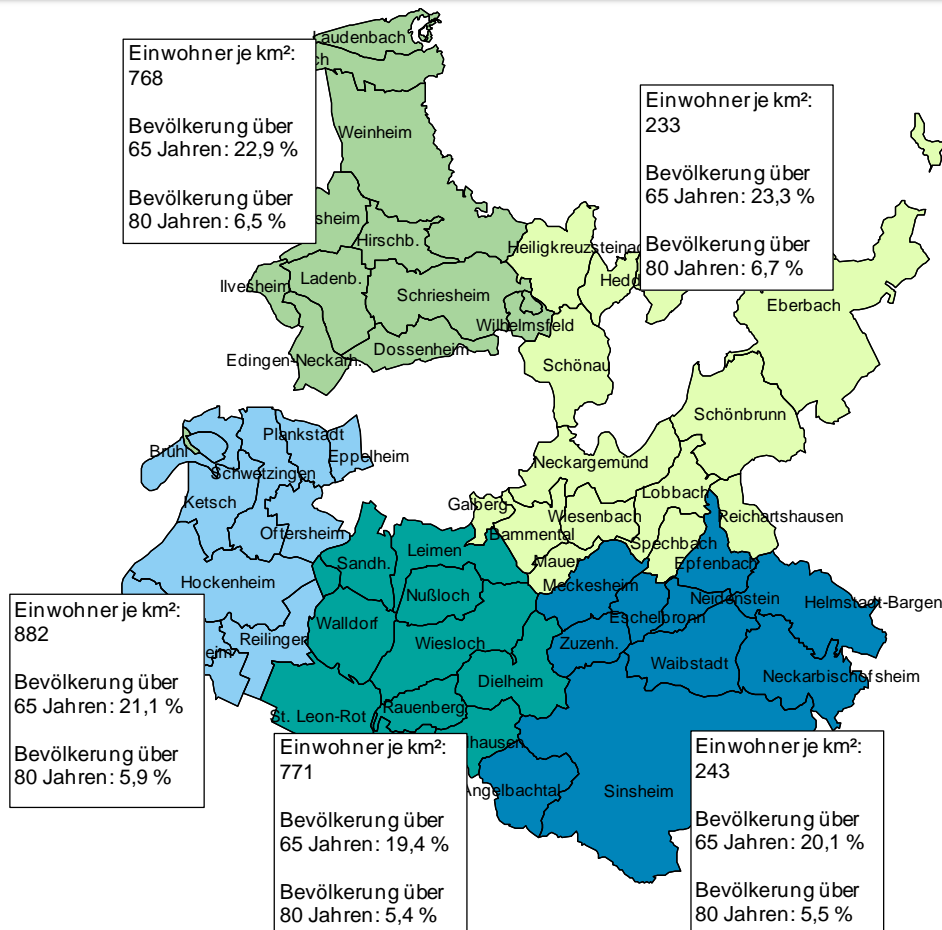 Laudenbach
Einwohner je km²:
768
Bevölkerung über
65 Jahren: 22,9 %
Bevölkerung über
80 Jahren: 6,5 %
Weinheim
Hirschb.
Ilvesheim
Ladenb.
Schriesheim
Wilhelmsfeld
Edingen-Neckarh.
Dossenheim
Einwohner je km²:
233
Bevölkerung über
65 Jahren: 23,3 %
Bevölkerung über
80 Jahren: 6,7 %
Eberbach
Schönau
Schönbrunn
Neckargemünd
Lobbach
Reichartshausen
Gaiberg
Wiesenbach
Bammental
Spechbach
Mauer
Brühl
Plankstadt
Eppelheim
Schwetzingen
Ketsch
Oftersheim
Hockenheim
Reilingen
Einwohner je km²:
882
Bevölkerung über
65 Jahren: 21,1 %
Bevölkerung über
80 Jahren: 5,9 %
Sandh.
Leimen
Nußloch
Walldorf
Wiesloch
Dielheim
Rauenberg
St. Leon-Rot
Einwohner je km²:
771
Bevölkerung über
65 Jahren: 19,4 %
Bevölkerung über
80 Jahren: 5,4 %
Epfenbach
Meckesheim
Neidenstein
Helmstadt-Bargen
Eschelbronn
Zuzenh.
Waibstadt
Neckarbischofsheim
Angelbachtal
Sinsheim
Einwohner je km²:
243
Bevölkerung über
65 Jahren: 20,1 %
Bevölkerung über
80 Jahren: 5,5 %